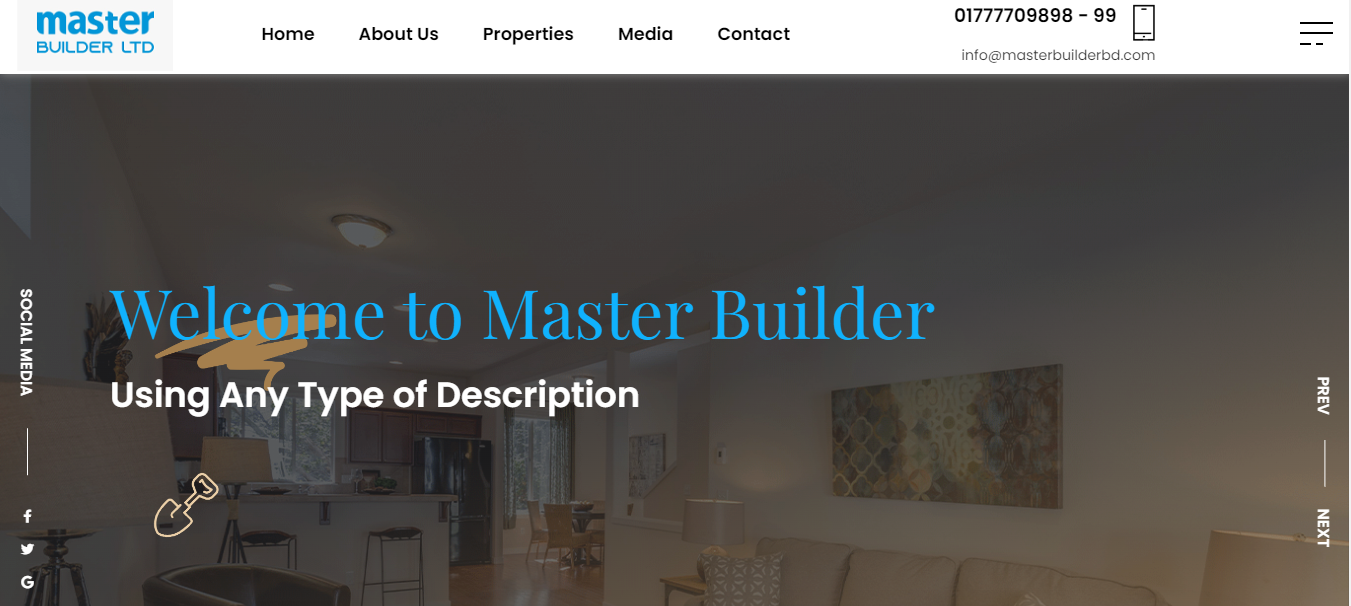 master
BUILDER LTD
Home
About Us
Properties
Media
Contact
01777709898 - 99
info@masterbuilderbd.com
SOCIAL MEDIA
Welcome to Master Builder
Using Any Type of Description
PREV
NEXT